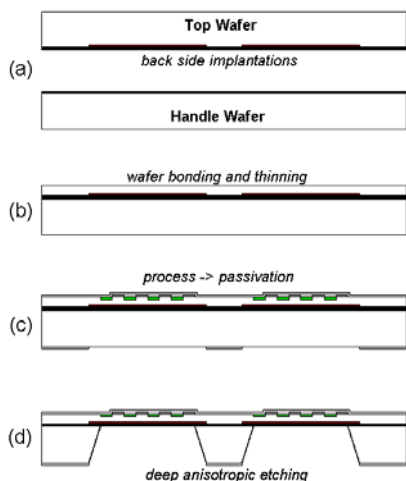 Top Wafer
(a)
back side implantations
Handle Wafer
wafer bonding and thinning
(b)
process -> passivation
(c)
(d)
deep anisotropic etching